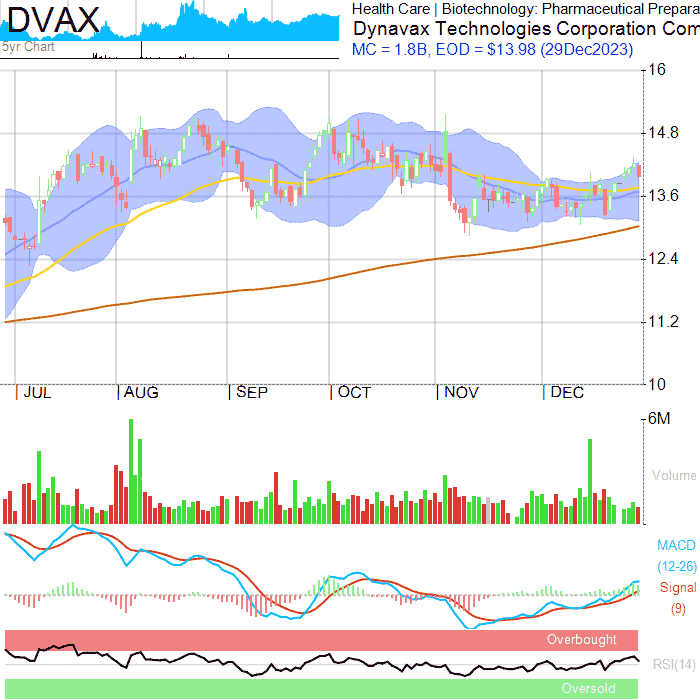 DVAX
5yr Chart
Health Care | Biotechnology: Pharmaceutical Prepara
Dynavax Technologies Corporation Com
MC = 1.8B, EOD = $13.98 (29Dec2023)
16
14.8
13.6
12.4
11.2
10
JUL AUG SEP OCT NOV DEC
6M
Volume
MACD
(12-26)
Signal
(9)
Overbought
RSI(14)
Oversold